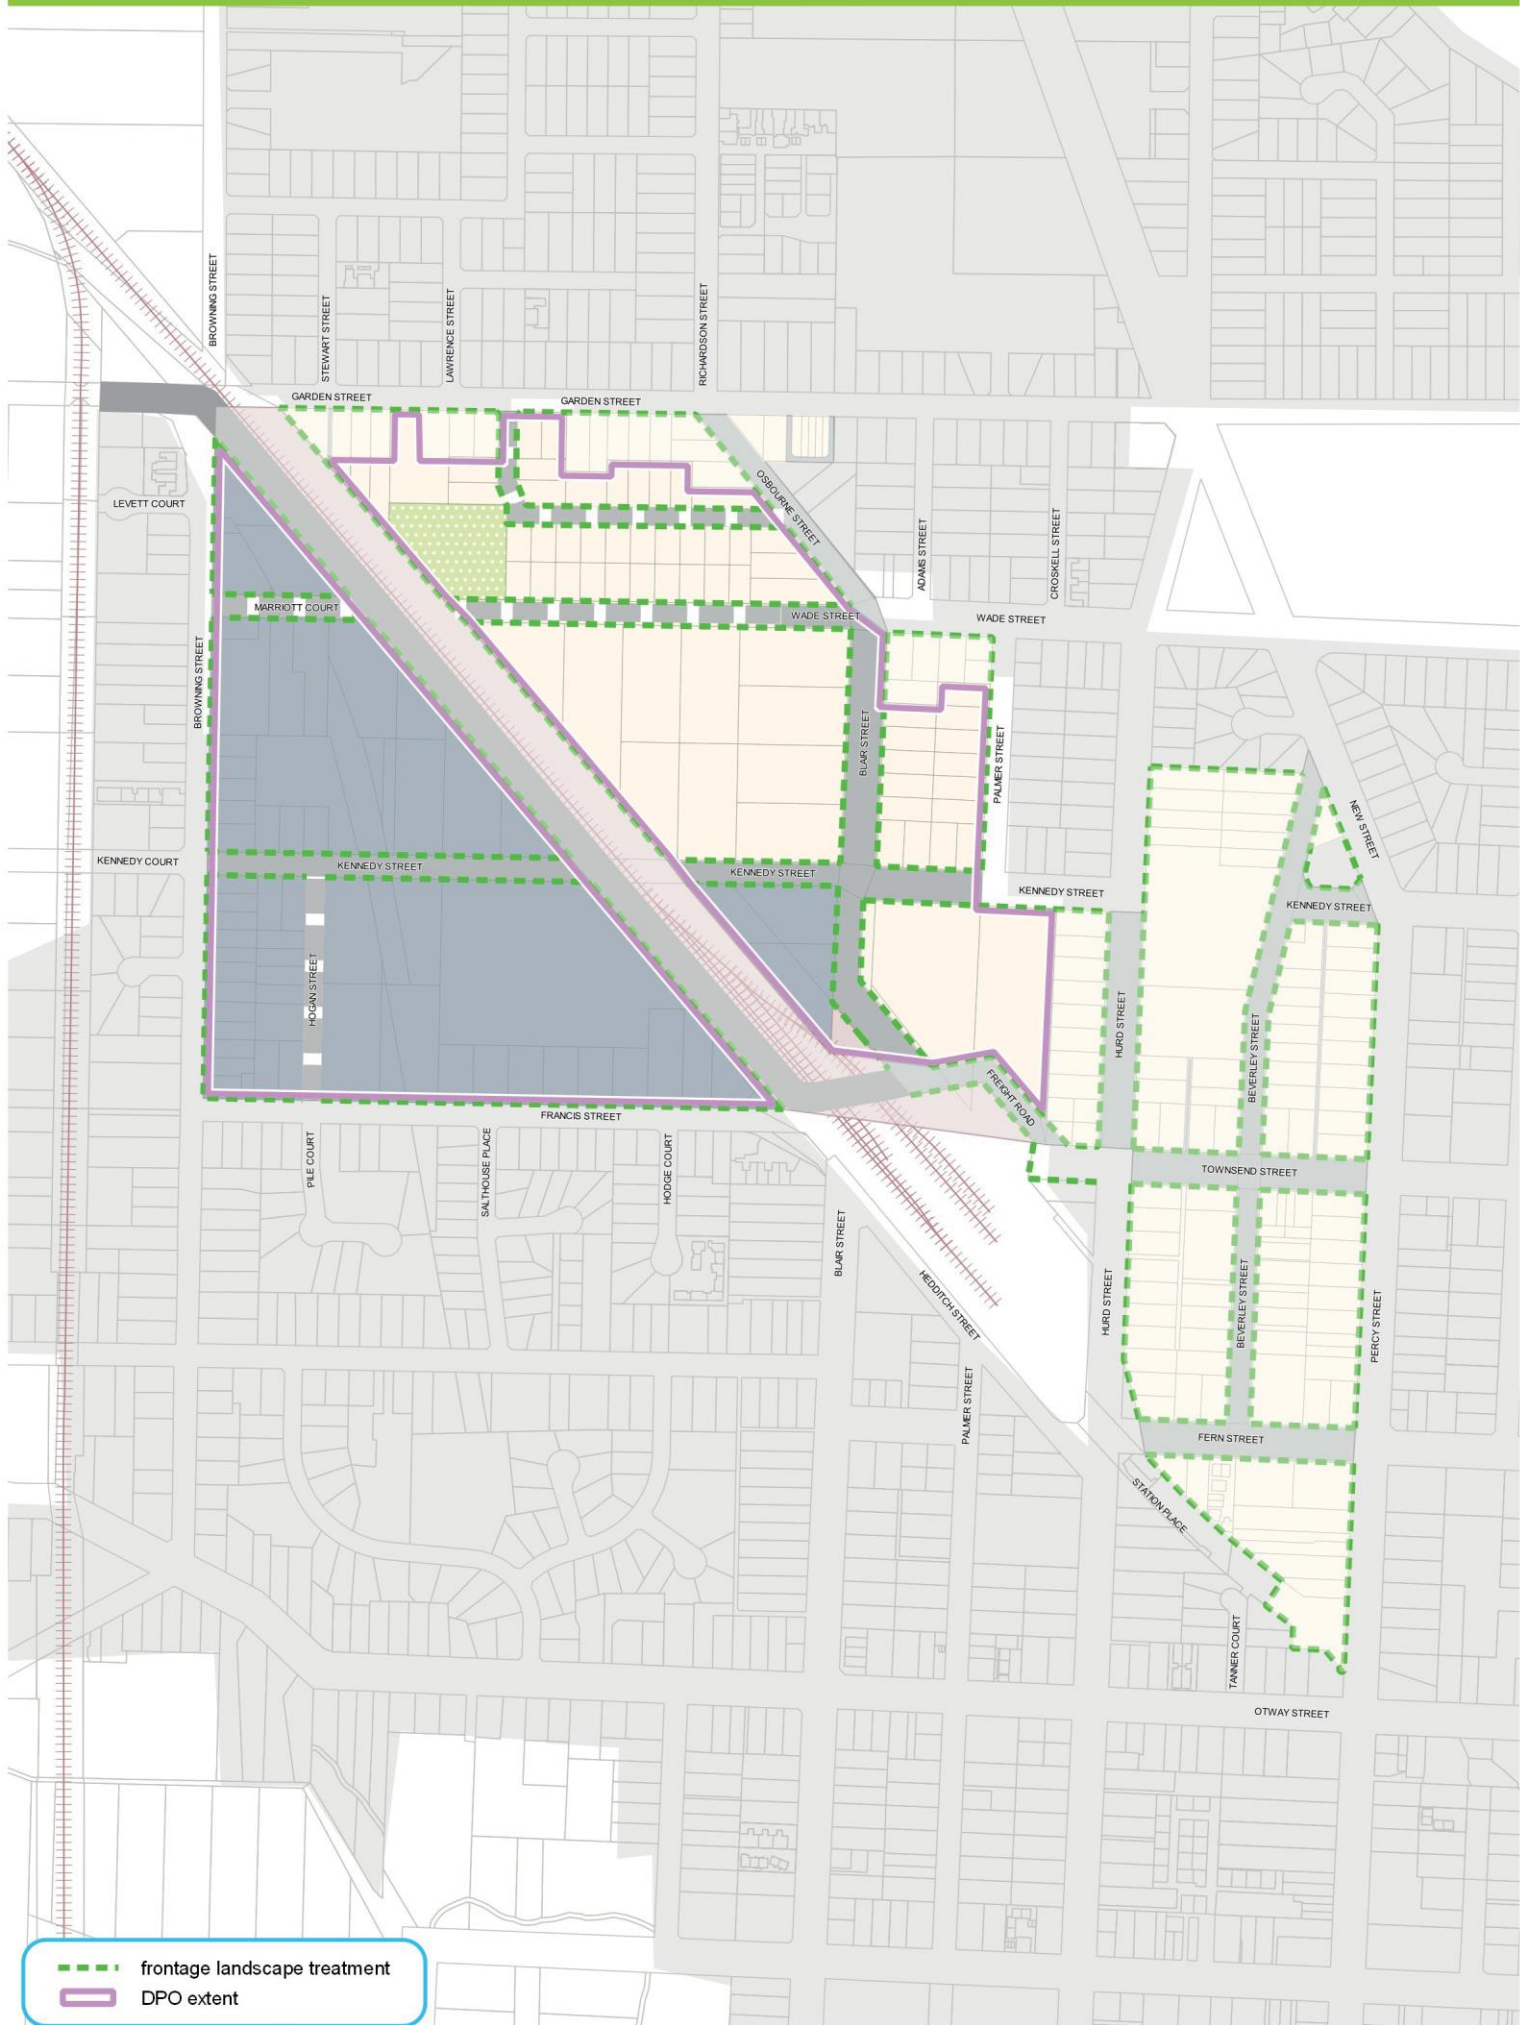 BROWNING STREET
STEWART STREET
LAWRENCE STREET
RICHARDSON STREET
GARDEN STREET
GARDEN STREET
OSBOURNE STREET
LEVETT COURT
ADAMS STREET
CROSKELL STREET
MARRIOTT COURT
WADE STREET
WADE STREET
BROWNING STREET
BLAIR STREET
PALMER STREET
NEW STREET
KENNEDY COURT
KENNEDY STREET
KENNEDY STREET
KENNEDY STREET
KENNEDY STREET
HOGAN STREET
HURD STREET
BEVERLEY STREET
FREIGHT ROAD
FRANCIS STREET
PILE COURT
SALTHOUSE PLACE
HODGE COURT
TOWNSEND STREET
BLAIR STREET
HEDDITCH STREET
HURD STREET
BEVERLEY STREET
PERCY STREET
PALMER STREET
FERN STREET
STATION PLACE
TANNER COURT
OTWAY STREET
frontage landscape treatment
DPO extent